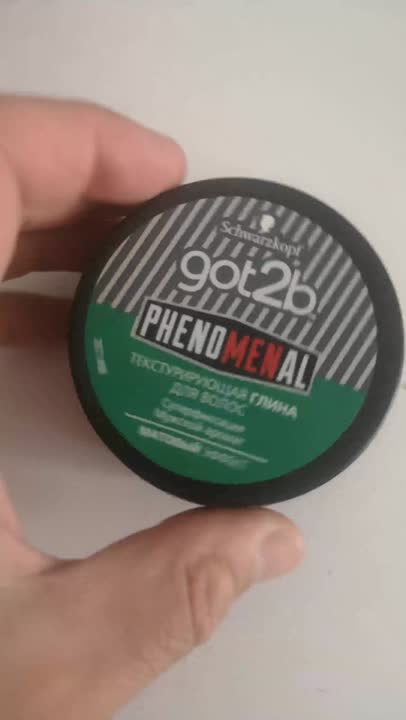 Schwarzkopf
got2b
PHENOMENAL
ТЕКСТУРИРУЮЩАЯ ГЛИНА
ДЛЯ ВОЛОС
Суперфиксация
Мужской аромат
МАТОВЫЙ ЭФФЕКТ